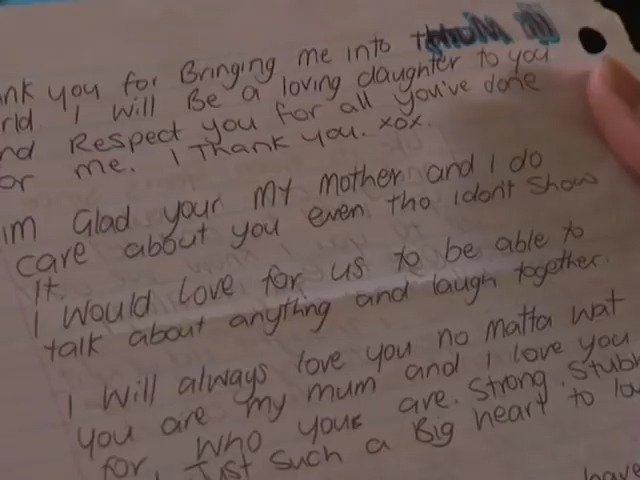 nk you for Bringing me into
rld. I will Be a loving daughter to you
nd Respect you for all you've done
or me. I Thank you. xox.
im Glad your my mother and I do
care about you even tho idont show
It.
I would love for us to be able to
talk about anything and laugh together.
I will always love you no matta wat
you are my mum and I love you
for, who your are. Strong. Stubb
Just such a Big heart to lo
leave